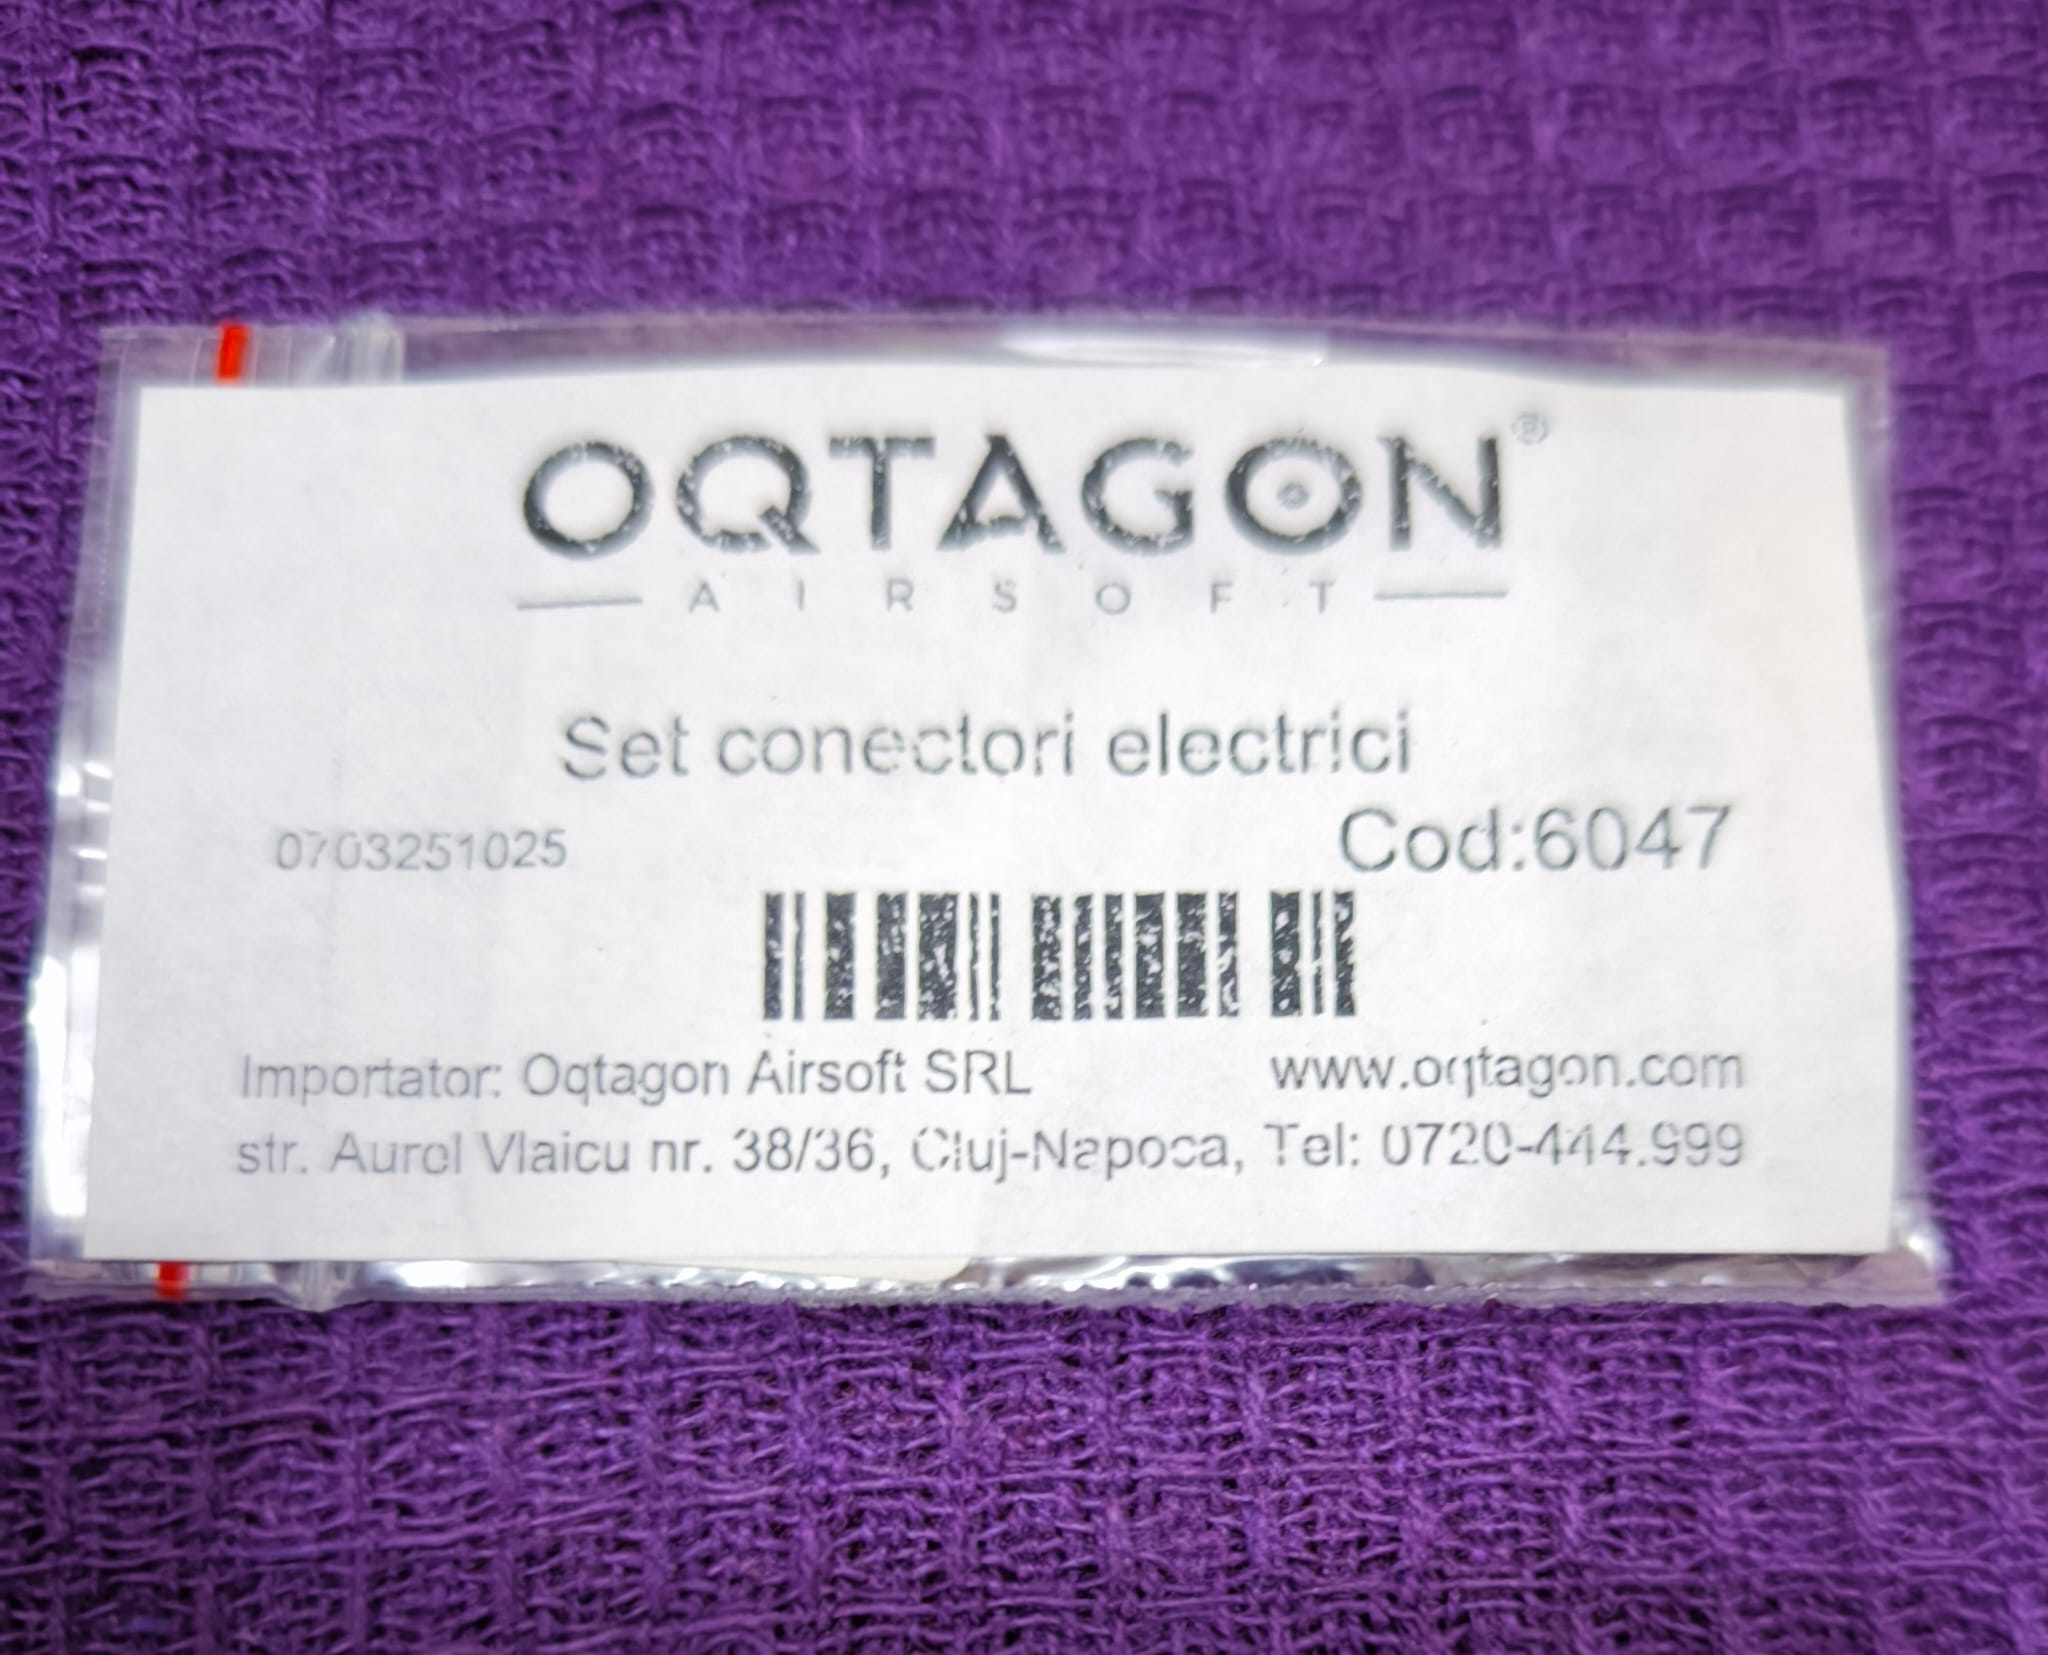 OQTAGON®
AIRSOFT
Set conectori electrici
0703251025
Cod:6047
Importator: Oqtagon Airsoft SRL
www.oqtagon.com
str. Aurel Vlaicu nr. 38/36, Cluj-Napoca, Tel: 0720-444.999